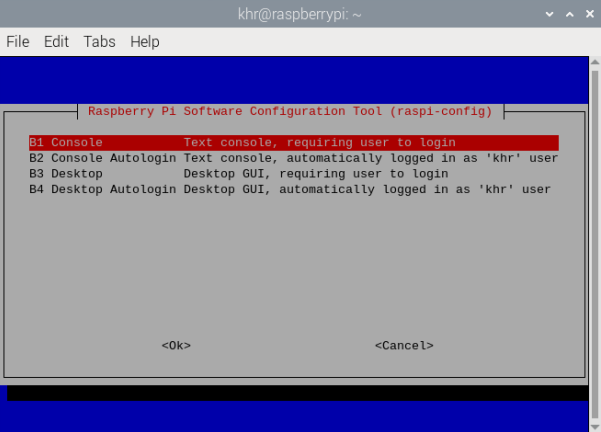 khr@raspberrypi: ~
File Edit Tabs Help
Raspberry Pi Software Configuration Tool (raspi-config)
B1 Console Text console, requiring user to login
B2 Console Autologin Text console, automatically logged in as 'khr' user
B3 Desktop Desktop GUI, requiring user to login
B4 Desktop Autologin Desktop GUI, automatically logged in as 'khr' user
<Ok> <Cancel>